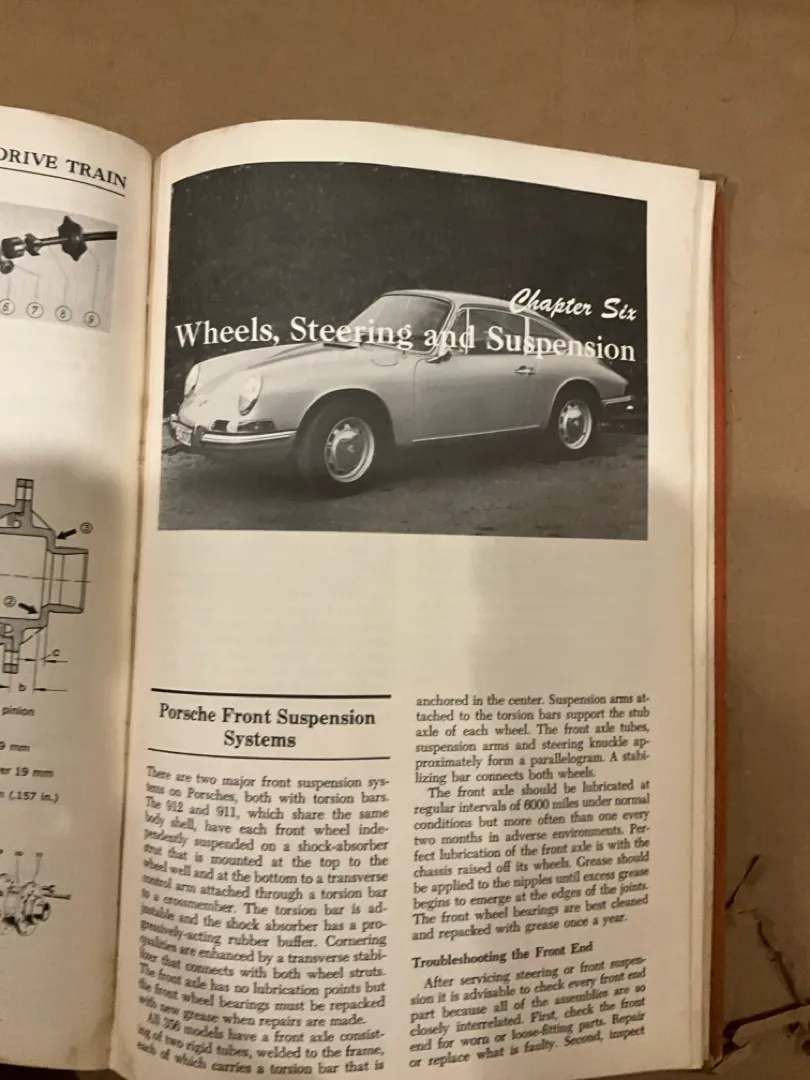 DRIVE TRAIN
6 7 8 9
3
2
c
b
pinion
9 mm
er 19 mm
n (.157 in.)
Chapter Six
Wheels, Steering and Suspension
Porsche Front Suspension
Systems
There are two major front suspension sys-
tems on Porsches, both with torsion bars.
The 912 and 911, which share the same
body shell, have each front wheel inde-
pendently suspended on a shock-absorber
strut that is mounted at the top to the
wheel well and at the bottom to a transverse
control arm attached through a torsion bar
to a crossmember. The torsion bar is ad-
justable and the shock absorber has a pro-
gressively-acting rubber buffer. Cornering
qualities are enhanced by a transverse stabi-
lizer that connects with both wheel struts.
The front axle has no lubrication points but
the front wheel bearings must be repacked
with new grease when repairs are made.
All 356 models have a front axle consist-
ing of two rigid tubes, welded to the frame,
each of which carries a torsion bar that is
anchored in the center. Suspension arms at-
tached to the torsion bars support the stub
axle of each wheel. The front axle tubes,
suspension arms and steering knuckle ap-
proximately form a parallelogram. A stabi-
lizing bar connects both wheels.
The front axle should be lubricated at
regular intervals of 6000 miles under normal
conditions but more often than one every
two months in adverse environments. Per-
fect lubrication of the front axle is with the
chassis raised off its wheels. Grease should
be applied to the nipples until excess grease
begins to emerge at the edges of the joints.
The front wheel bearings are best cleaned
and repacked with grease once a year.
Troubleshooting the Front End
After servicing steering or front suspen-
sion it is advisable to check every front end
part because all of the assemblies are so
closely interrelated. First, check the front
end for worn or loose-fitting parts. Repair
or replace what is faulty. Second, inspect